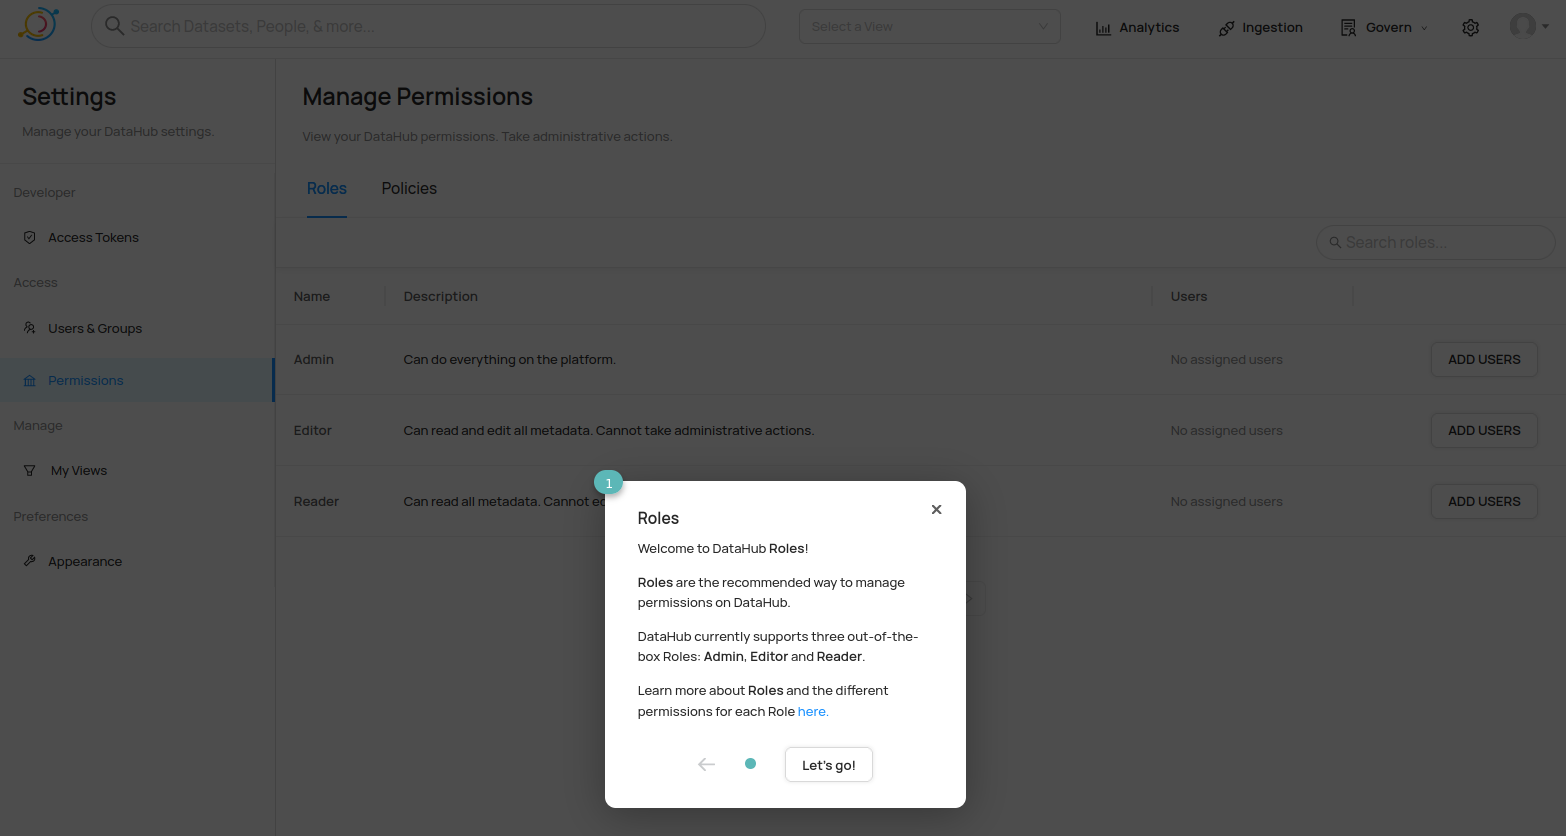 Search Datasets, People, & more...
Select a View
Analytics
Ingestion
Govern
Settings
Manage your DataHub settings.
Developer
Access Tokens
Access
Users & Groups
Permissions
Manage
My Views
Preferences
Appearance
Manage Permissions
View your DataHub permissions. Take administrative actions.
Roles Policies
Search roles...
Name Description Users
Admin Can do everything on the platform. No assigned users ADD USERS
Editor Can read and edit all metadata. Cannot take administrative actions. No assigned users ADD USERS
Reader Can read all metadata. Cannot No assigned users ADD USERS
1
Roles
Welcome to DataHub Roles!
Roles are the recommended way to manage
permissions on DataHub.
DataHub currently supports three out-of-the-
box Roles: Admin, Editor and Reader.
Learn more about Roles and the different
permissions for each Role here.
Let's go!